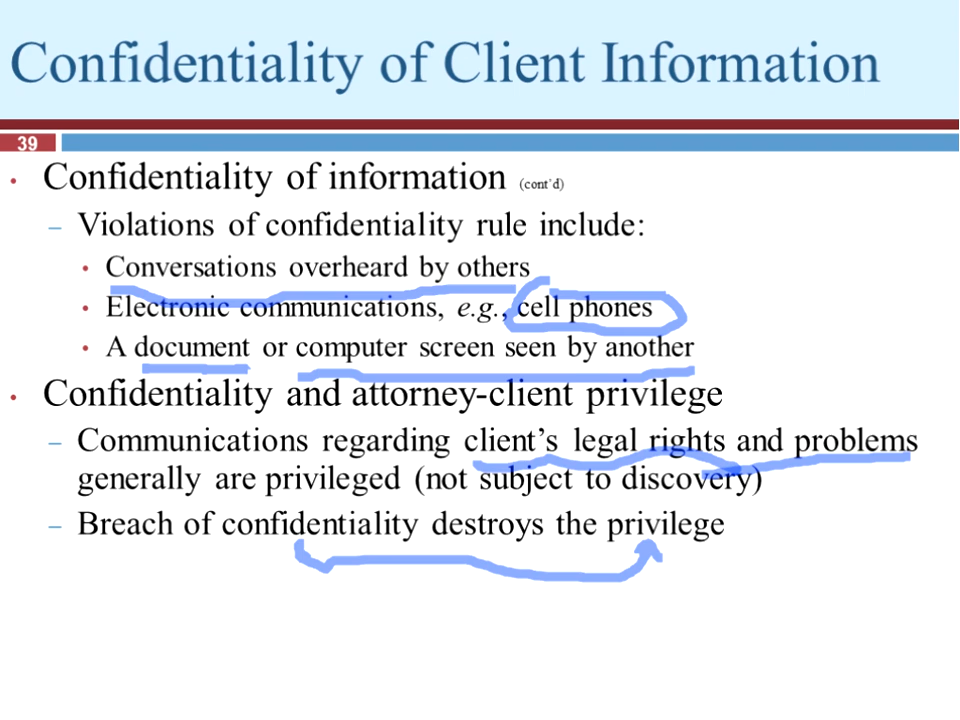 Confidentiality of Client Information
39
• Confidentiality of information (cont'd)
– Violations of confidentiality rule include:
• Conversations overheard by others
• Electronic communications, e.g., cell phones
• A document or computer screen seen by another
• Confidentiality and attorney-client privilege
– Communications regarding client's legal rights and problems
generally are privileged (not subject to discovery)
– Breach of confidentiality destroys the privilege